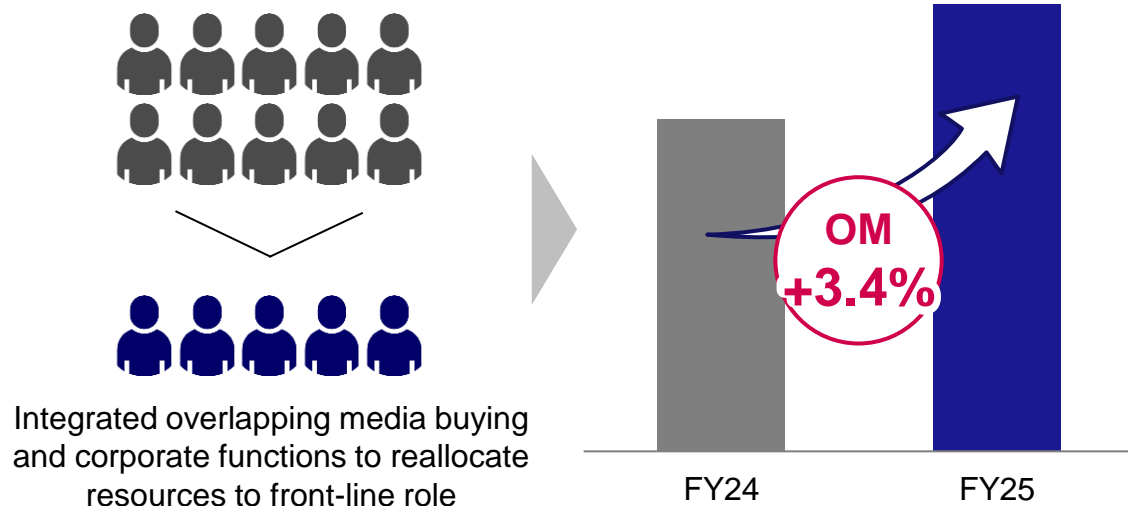 Integrated overlapping media buying
and corporate functions to reallocate
resources to front-line role
OM
+3.4%
FY24
FY25